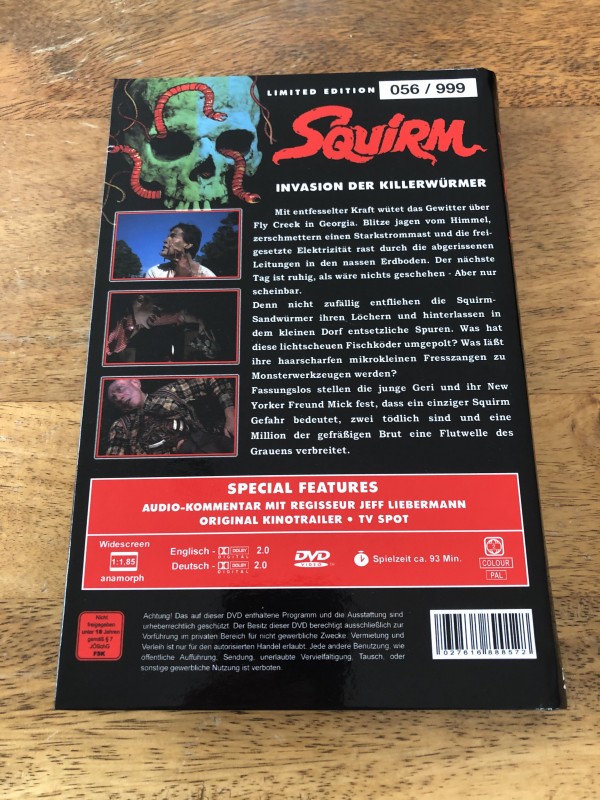 LIMITED EDITION 056 / 999
SQUIRM
INVASION DER KILLERWÜRMER
Mit entfesselter Kraft wütet das Gewitter über
Fly Creek in Georgia. Blitze jagen vom Himmel,
zerschmettern einen Starkstrommast und die frei-
gesetzte Elektrizität rast durch die abgerissenen
Leitungen in den nassen Erdboden. Der nächste
Tag ist ruhig, als wäre nichts geschehen - Aber nur
scheinbar.
Denn nicht zufällig entfliehen die Squirm-
Sandwürmer ihren Löchern und hinterlassen in
dem kleinen Dorf entsetzliche Spuren. Was hat
diese lichtscheuen Fischköder umgepolt? Was läßt
ihre haarscharfen mikrokleinen Fresszangen zu
Monsterwerkzeugen werden?
Fassungslos stellen die junge Geri und ihr New
Yorker Freund Mick fest, dass ein einziger Squirm
Gefahr bedeutet, zwei tödlich sind und eine
Million der gefräßigen Brut eine Flutwelle des
Grauens verbreitet.
SPECIAL FEATURES
AUDIO-KOMMENTAR MIT REGISSEUR JEFF LIEBERMANN
ORIGINAL KINOTRAILER • TV SPOT
Widescreen
1:1,85
anamorph
Englisch - DOLBY DIGITAL 2.0
Deutsch - DOLBY DIGITAL 2.0
DVD VIDEO
Spielzeit ca. 93 Min.
COLOUR
PAL
Nicht
freigegeben
unter 18 Jahren
gemäß § 7
JÖSchG
FSK
Achtung! Das auf dieser DVD enthaltene Programm und die Ausstattung sind
urheberrechtlich geschützt. Der Besitz dieser DVD berechtigt ausschließlich zur
Vorführung im privaten Bereich für nicht gewerbliche Zwecke. Vermietung und
Verleih ist nur für den autorisierten Handel erlaubt. Jede andere Benutzung, wie
öffentliche Aufführung, Sendung, unerlaubte Vervielfältigung, Tausch, oder
sonstige gewerbliche Nutzung ist verboten.
027616888572